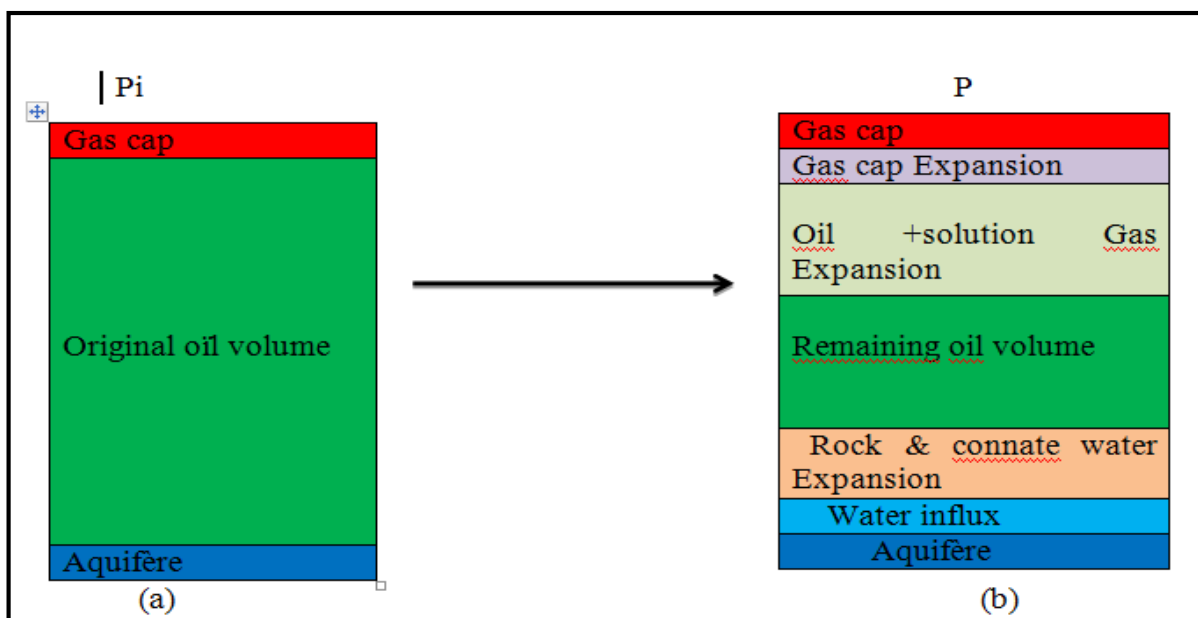 Pi
Gas cap
Original oïl volume
Aquifère
(a)
P
Gas cap
Gas cap Expansion
Oil +solution Gas
Expansion
Remaining oil volume
Rock & connate water
Expansion
Water influx
Aquifère
(b)